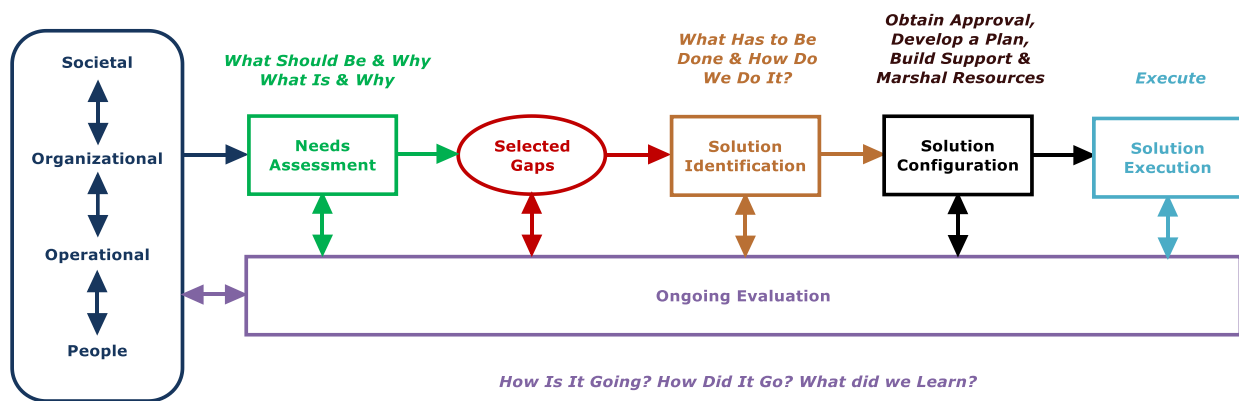 Societal
Organizational
Operational
People
What Should Be & Why
What Is & Why
Needs
Assessment
Selected
Gaps
What Has to Be
Done & How Do
We Do It?
Solution
Identification
Obtain Approval,
Develop a Plan,
Build Support &
Marshal Resources
Solution
Configuration
Execute
Solution
Execution
Ongoing Evaluation
How Is It Going? How Did It Go? What did we Learn?